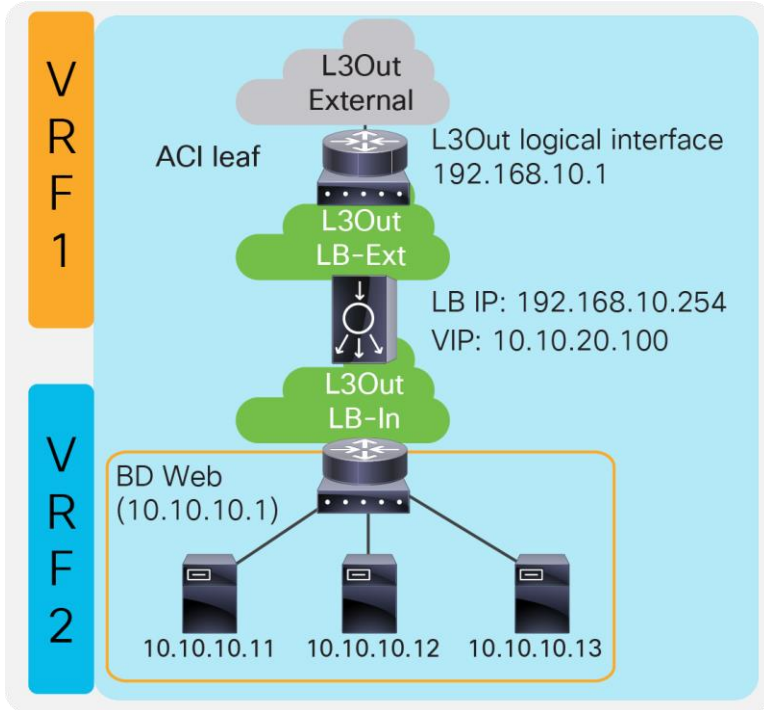 VRF1
L3Out
External
ACI leaf
L3Out logical interface
192.168.10.1
L3Out
LB-Ext
LB IP: 192.168.10.254
VIP: 10.10.20.100
L3Out
LB-In
VRF2
BD Web
(10.10.10.1)
10.10.10.11
10.10.10.12
10.10.10.13